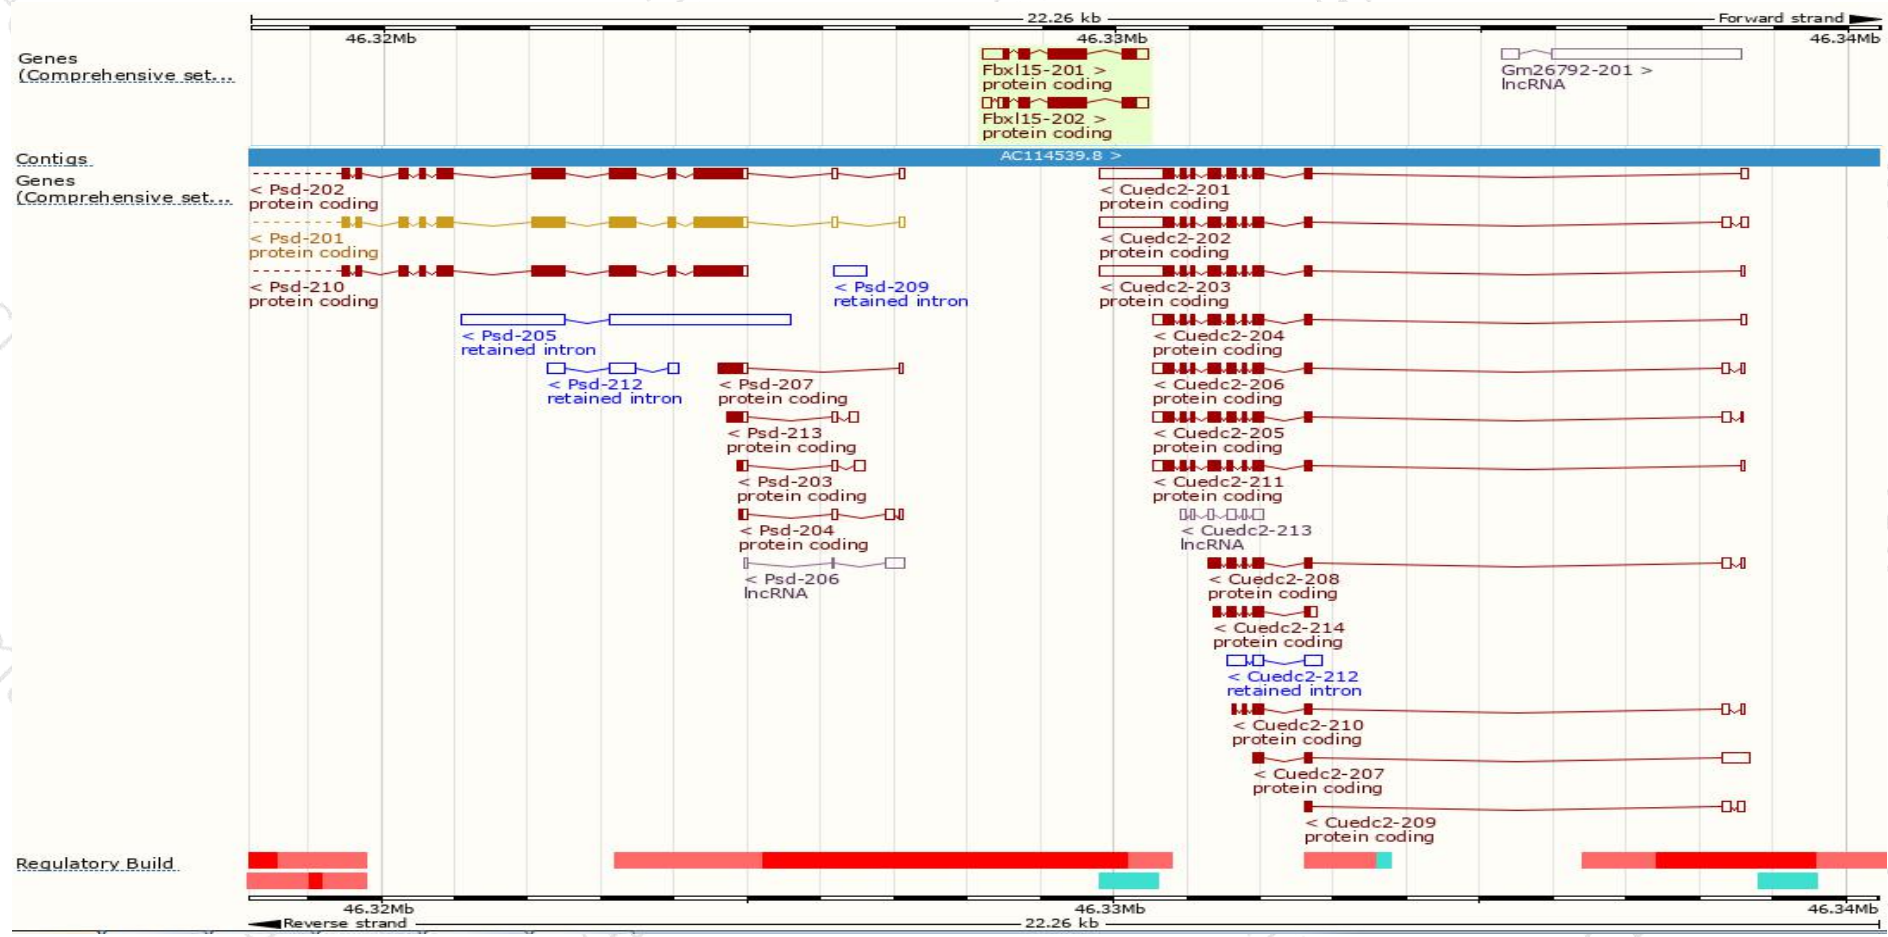 22.26 kb
Forward strand
46.32Mb
46.33Mb
46.34Mb
Genes
(Comprehensive set...
Fbxl15-201 >
protein coding
Gm26792-201 >
lncRNA
Fbxl15-202 >
protein coding
Contigs
AC114539.8 >
Genes
(Comprehensive set...
< Psd-202
protein coding
< Cuedc2-201
protein coding
< Psd-201
protein coding
< Cuedc2-202
protein coding
< Psd-210
protein coding
< Psd-209
retained intron
< Cuedc2-203
protein coding
< Psd-205
retained intron
< Cuedc2-204
protein coding
< Psd-212
retained intron
< Psd-207
protein coding
< Cuedc2-206
protein coding
< Psd-213
protein coding
< Cuedc2-205
protein coding
< Psd-203
protein coding
< Cuedc2-211
protein coding
< Psd-204
protein coding
< Cuedc2-213
lncRNA
< Psd-206
lncRNA
< Cuedc2-208
protein coding
< Cuedc2-214
protein coding
< Cuedc2-212
retained intron
< Cuedc2-210
protein coding
< Cuedc2-207
protein coding
< Cuedc2-209
protein coding
Regulatory Build
46.32Mb
46.33Mb
46.34Mb
Reverse strand
22.26 kb